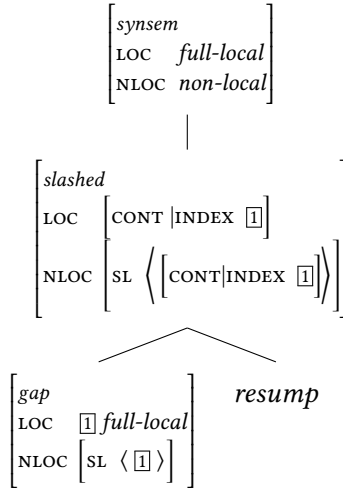 synsem
LOC full-local
NLOC non-local
slashed
LOC [CONT |INDEX 1]
NLOC [SL ⟨[CONT|INDEX 1]⟩]
gap
LOC 1 full-local
NLOC [SL ⟨ 1 ⟩]
resump